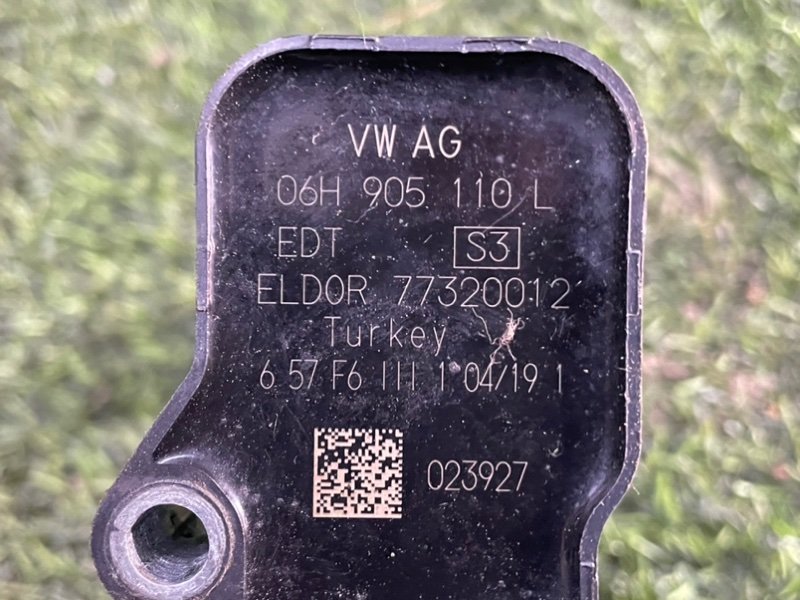 VW AG
06H 905 110 L
EDT S3
ELDOR 77320012
Turkey
6 57 F6 III 1 04/19 1
023927